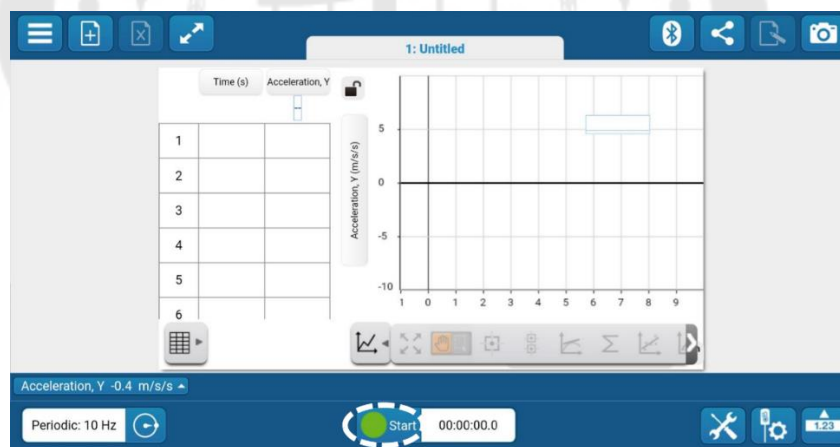 1: Untitled
Time (s) Acceleration, Y
1
2
3
4
5
6
Acceleration, Y (m/s/s)
5
0
-5
-10
1 0 1 2 3 4 5 6 7 8 9
Σ
Acceleration, Y -0.4 m/s/s
Periodic: 10 Hz Start 00:00:00.0 1.23